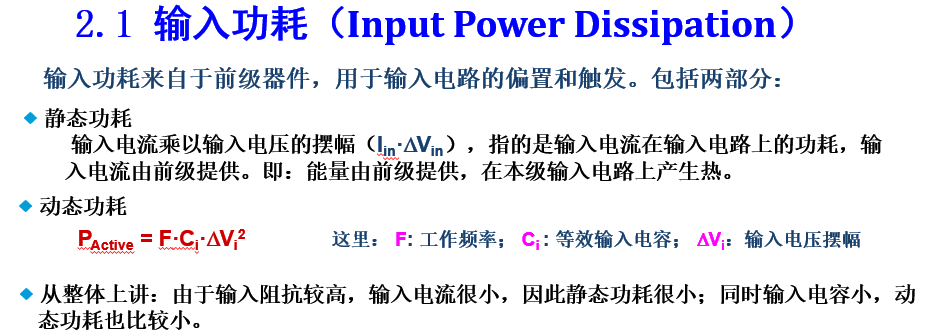 2.1 输入功耗（Input Power Dissipation）
输入功耗来自于前级器件，用于输入电路的偏置和触发。包括两部分：
◆ 静态功耗
输入电流乘以输入电压的摆幅（Iin·ΔVin），指的是输入电流在输入电路上的功耗，输
入电流由前级提供。即：能量由前级提供，在本级输入电路上产生热。
◆ 动态功耗
PActive = F·Ci·ΔVi² 这里： F: 工作频率； Ci : 等效输入电容； ΔVi: 输入电压摆幅
◆ 从整体上讲：由于输入阻抗较高，输入电流很小，因此静态功耗很小；同时输入电容小，动
态功耗也比较小。